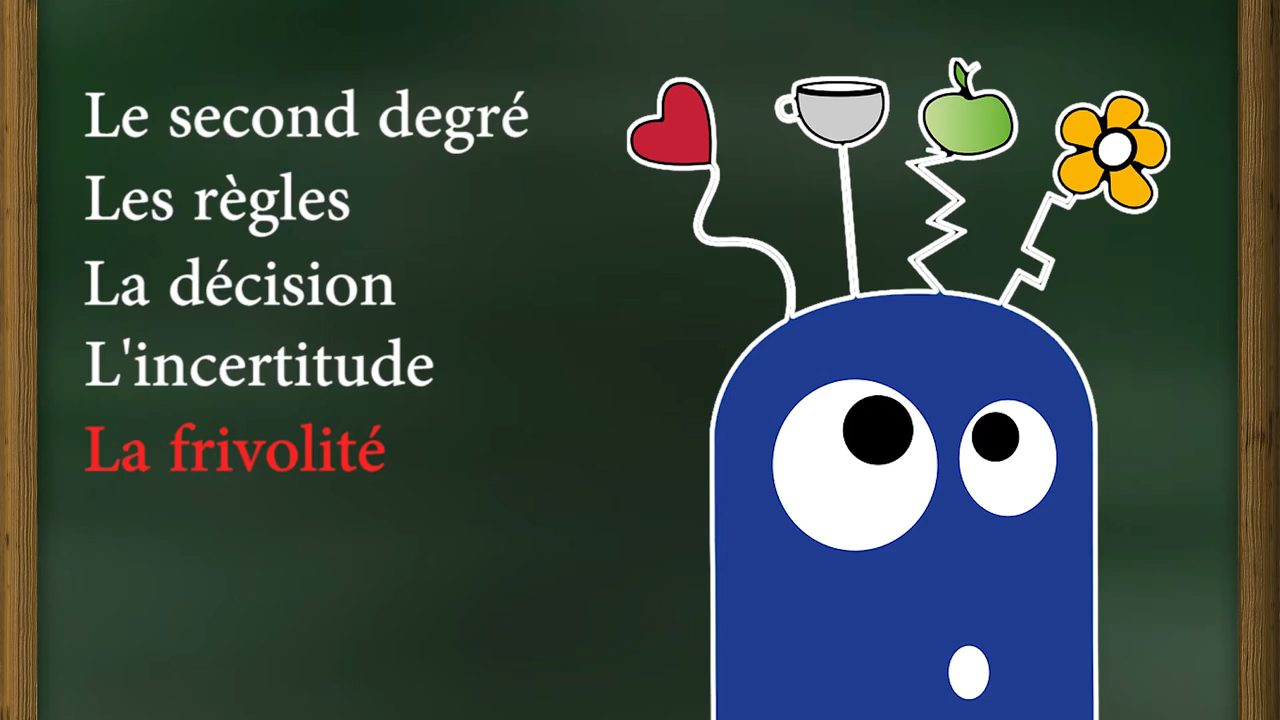 Le second degré
Les règles
La décision
L'incertitude
La frivolité